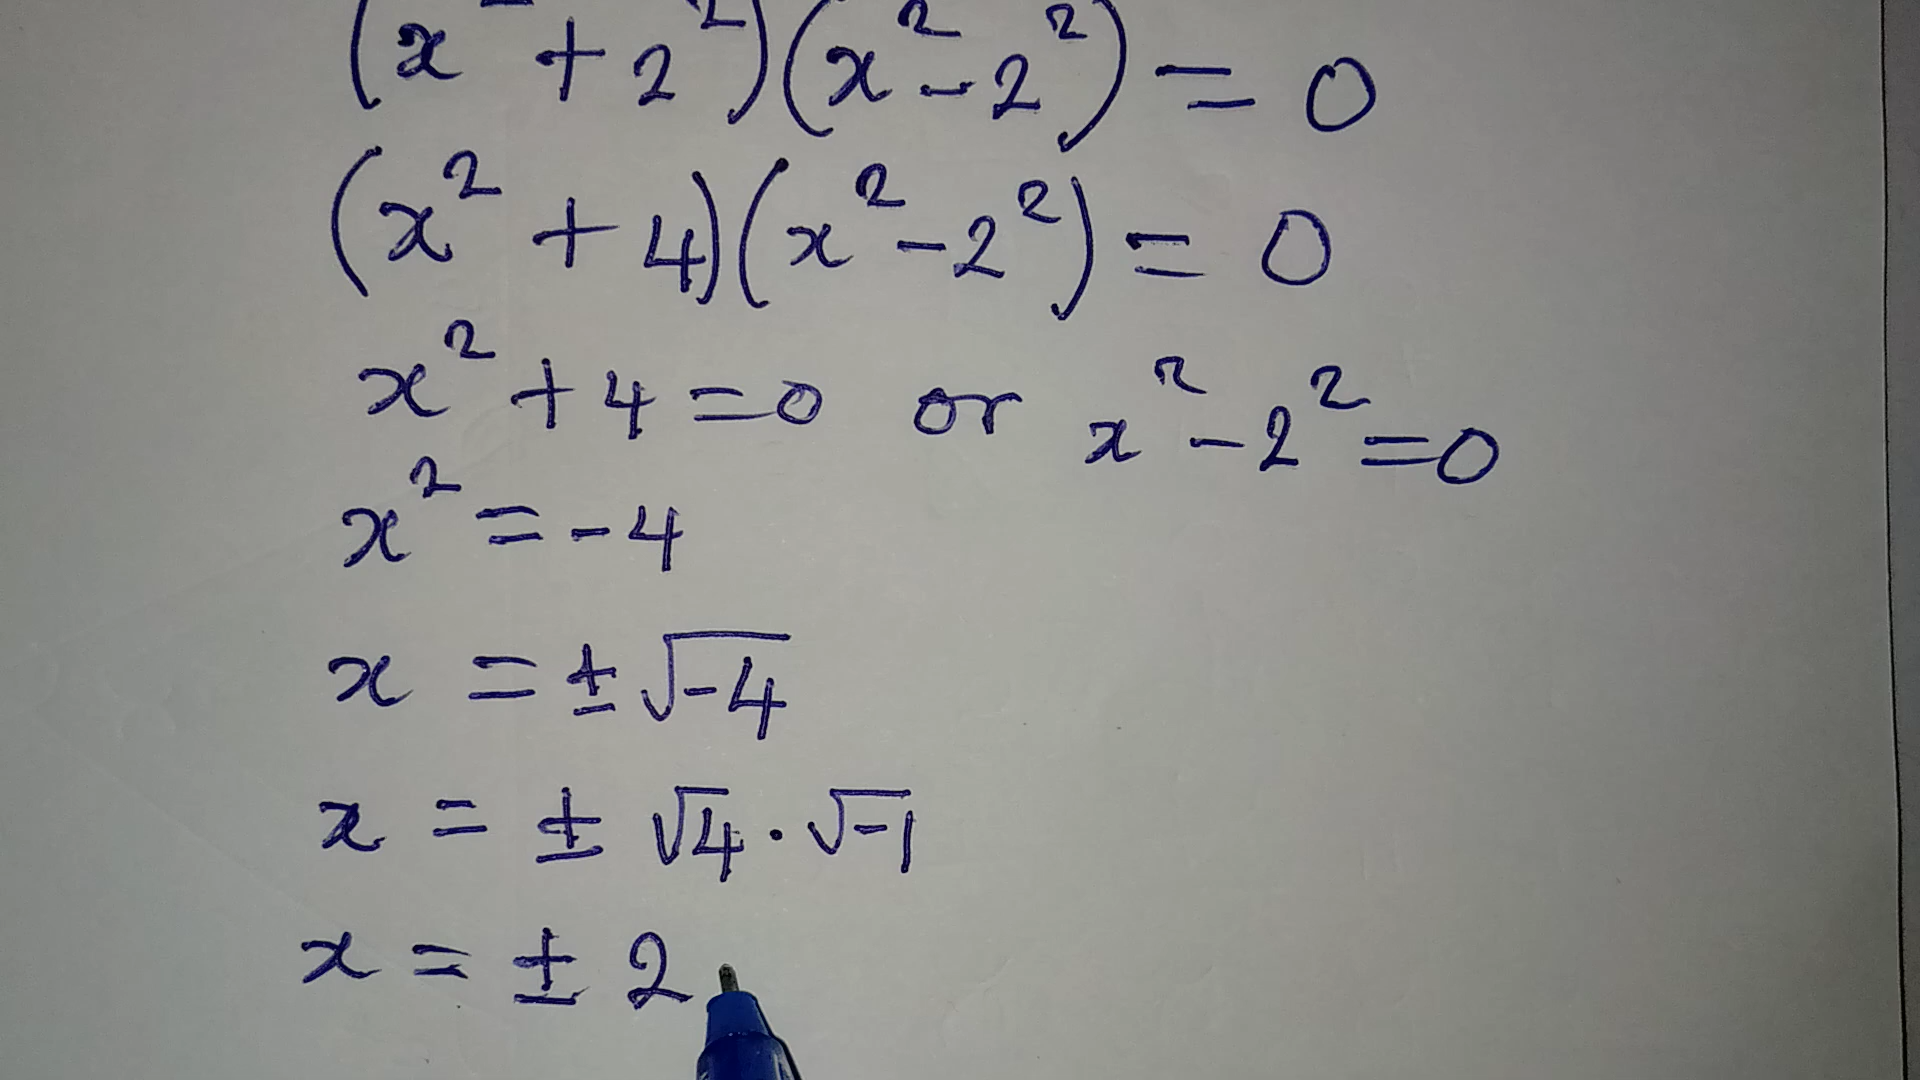 (x² + 2²)(x² - 2²) = 0
(x² + 4)(x² - 2²) = 0
x² + 4 = 0 or x² - 2² = 0
x² = -4
x = ± √-4
x = ± √4 · √-1
x = ± 2